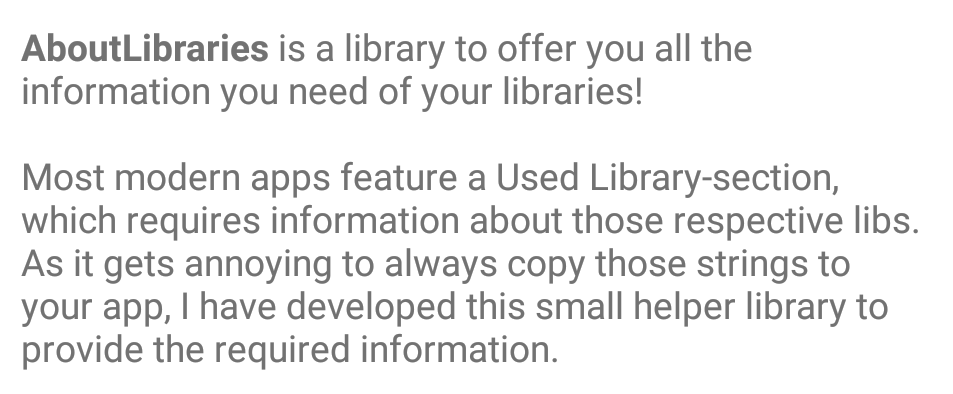 AboutLibraries is a library to offer you all the
information you need of your libraries!
Most modern apps feature a Used Library-section,
which requires information about those respective libs.
As it gets annoying to always copy those strings to
your app, I have developed this small helper library to
provide the required information.